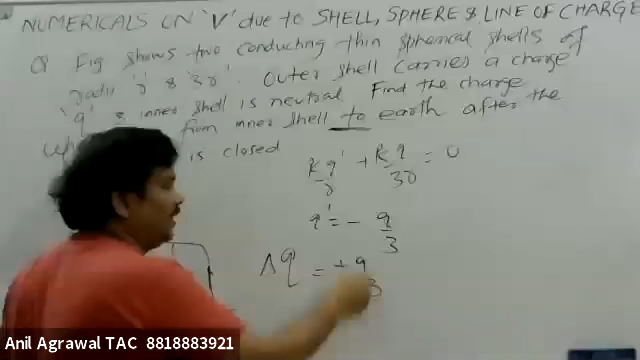 NUMERICALS ON 'V' due to SHELL, SPHERE & LINE OF CHARGE
Q Fig shows two conducting thin spherical shells of
radii 'r' & '3r'. Outer shell carries a charge
'q' & inner shell is neutral Find the charge
from inner shell to earth after the
is closed
Kq'/r + Kq/3r = 0
q' = - q/3
Δq = + q/3
Anil Agrawal TAC 8818883921